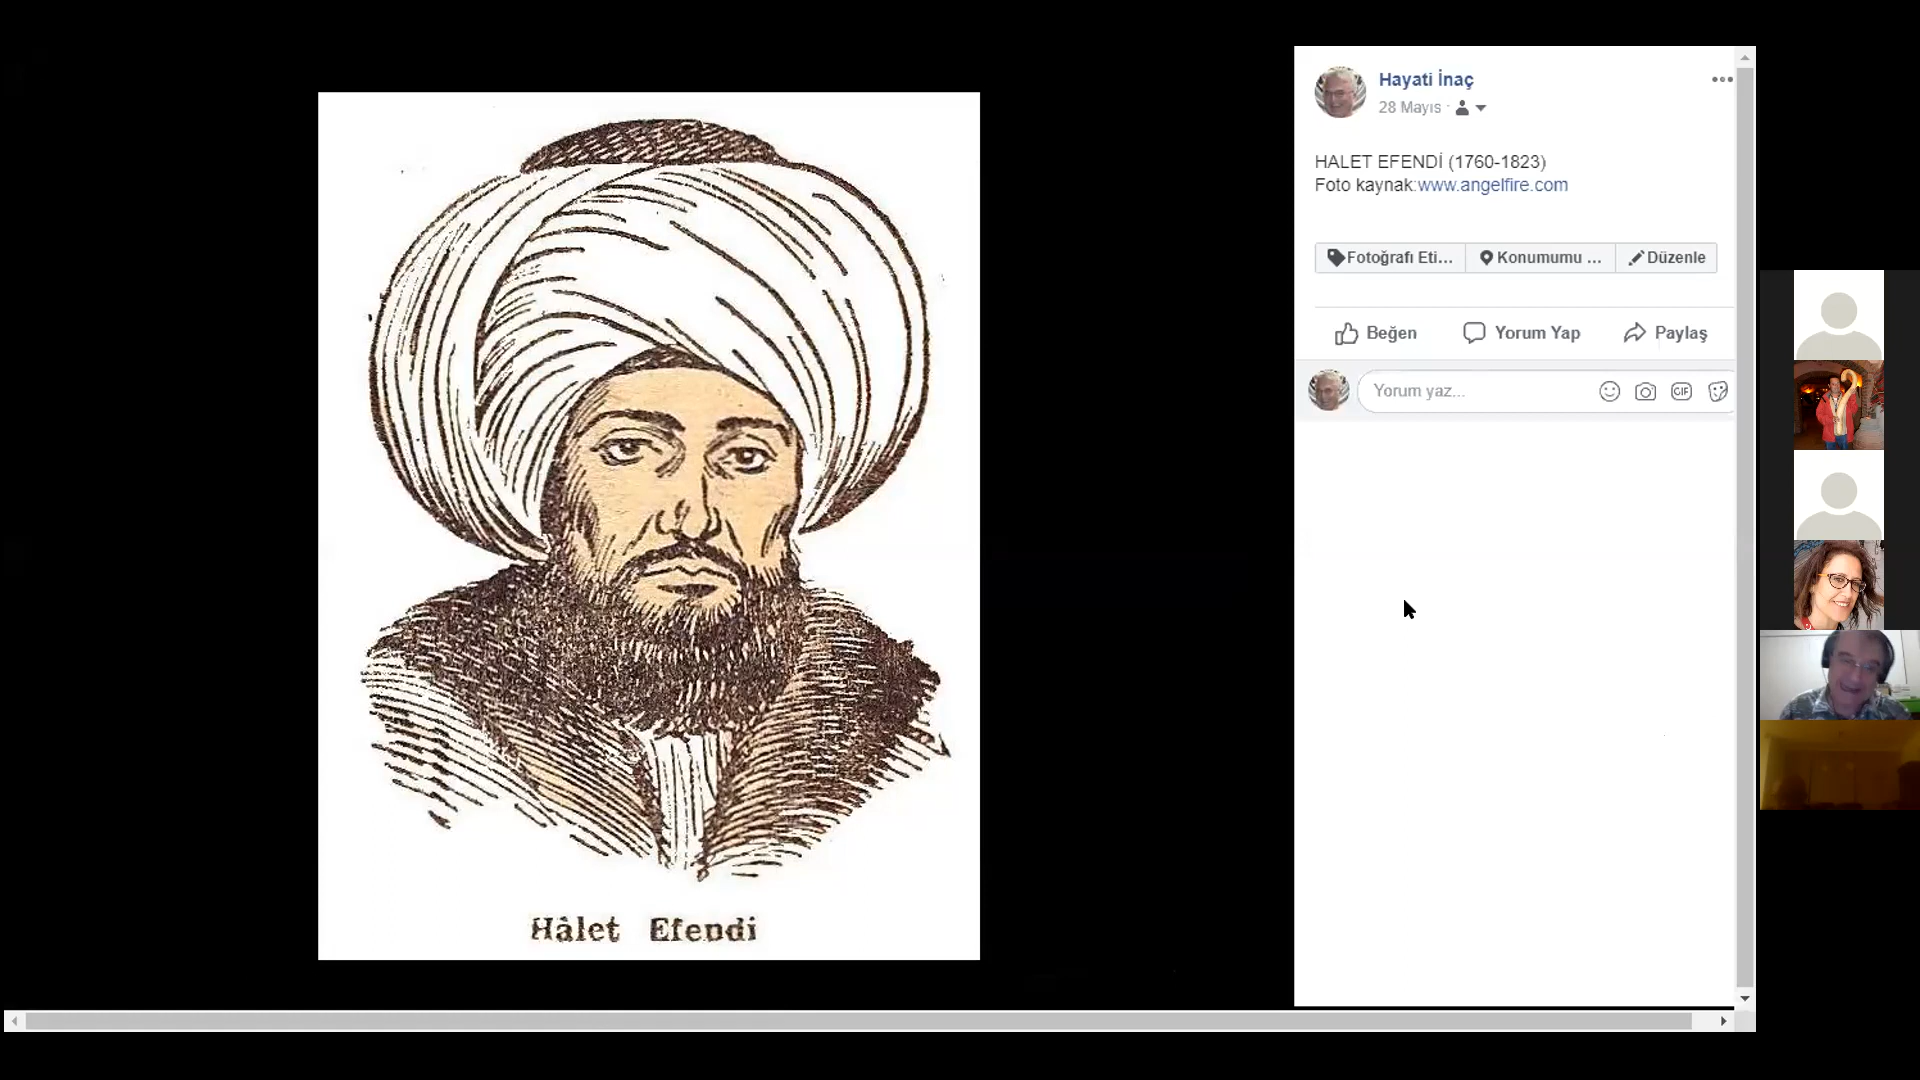 Hâlet Efendi
Hayati İnaç
28 Mayıs ·
HALET EFENDİ (1760-1823)
Foto kaynak:www.angelfire.com
Fotoğrafı Eti...
Konumumu ...
Düzenle
Beğen
Yorum Yap
Paylaş
Yorum yaz...
GIF